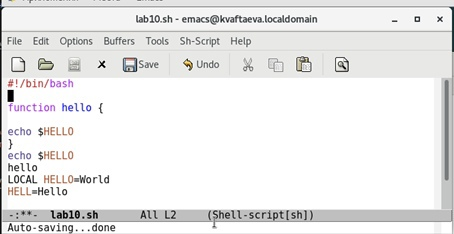 lab10.sh - emacs@kvaftaeva.localdomain
File Edit Options Buffers Tools Sh-Script Help
Save Undo
#!/bin/bash
function hello {
echo $HELLO
}
echo $HELLO
hello
LOCAL HELLO=World
HELL=Hello
-:**- lab10.sh All L2 (Shell-script[sh])
Auto-saving...done